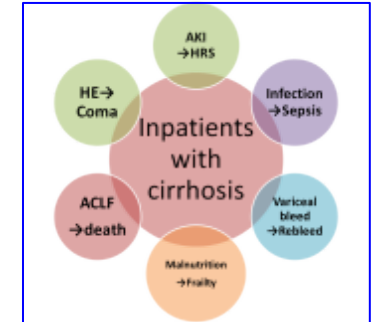 AKI
→HRS
HE→
Coma
Infection
→Sepsis
Inpatients
with
cirrhosis
ACLF
→death
Variceal
bleed
→Rebleed
Malnutrition
→Frailty